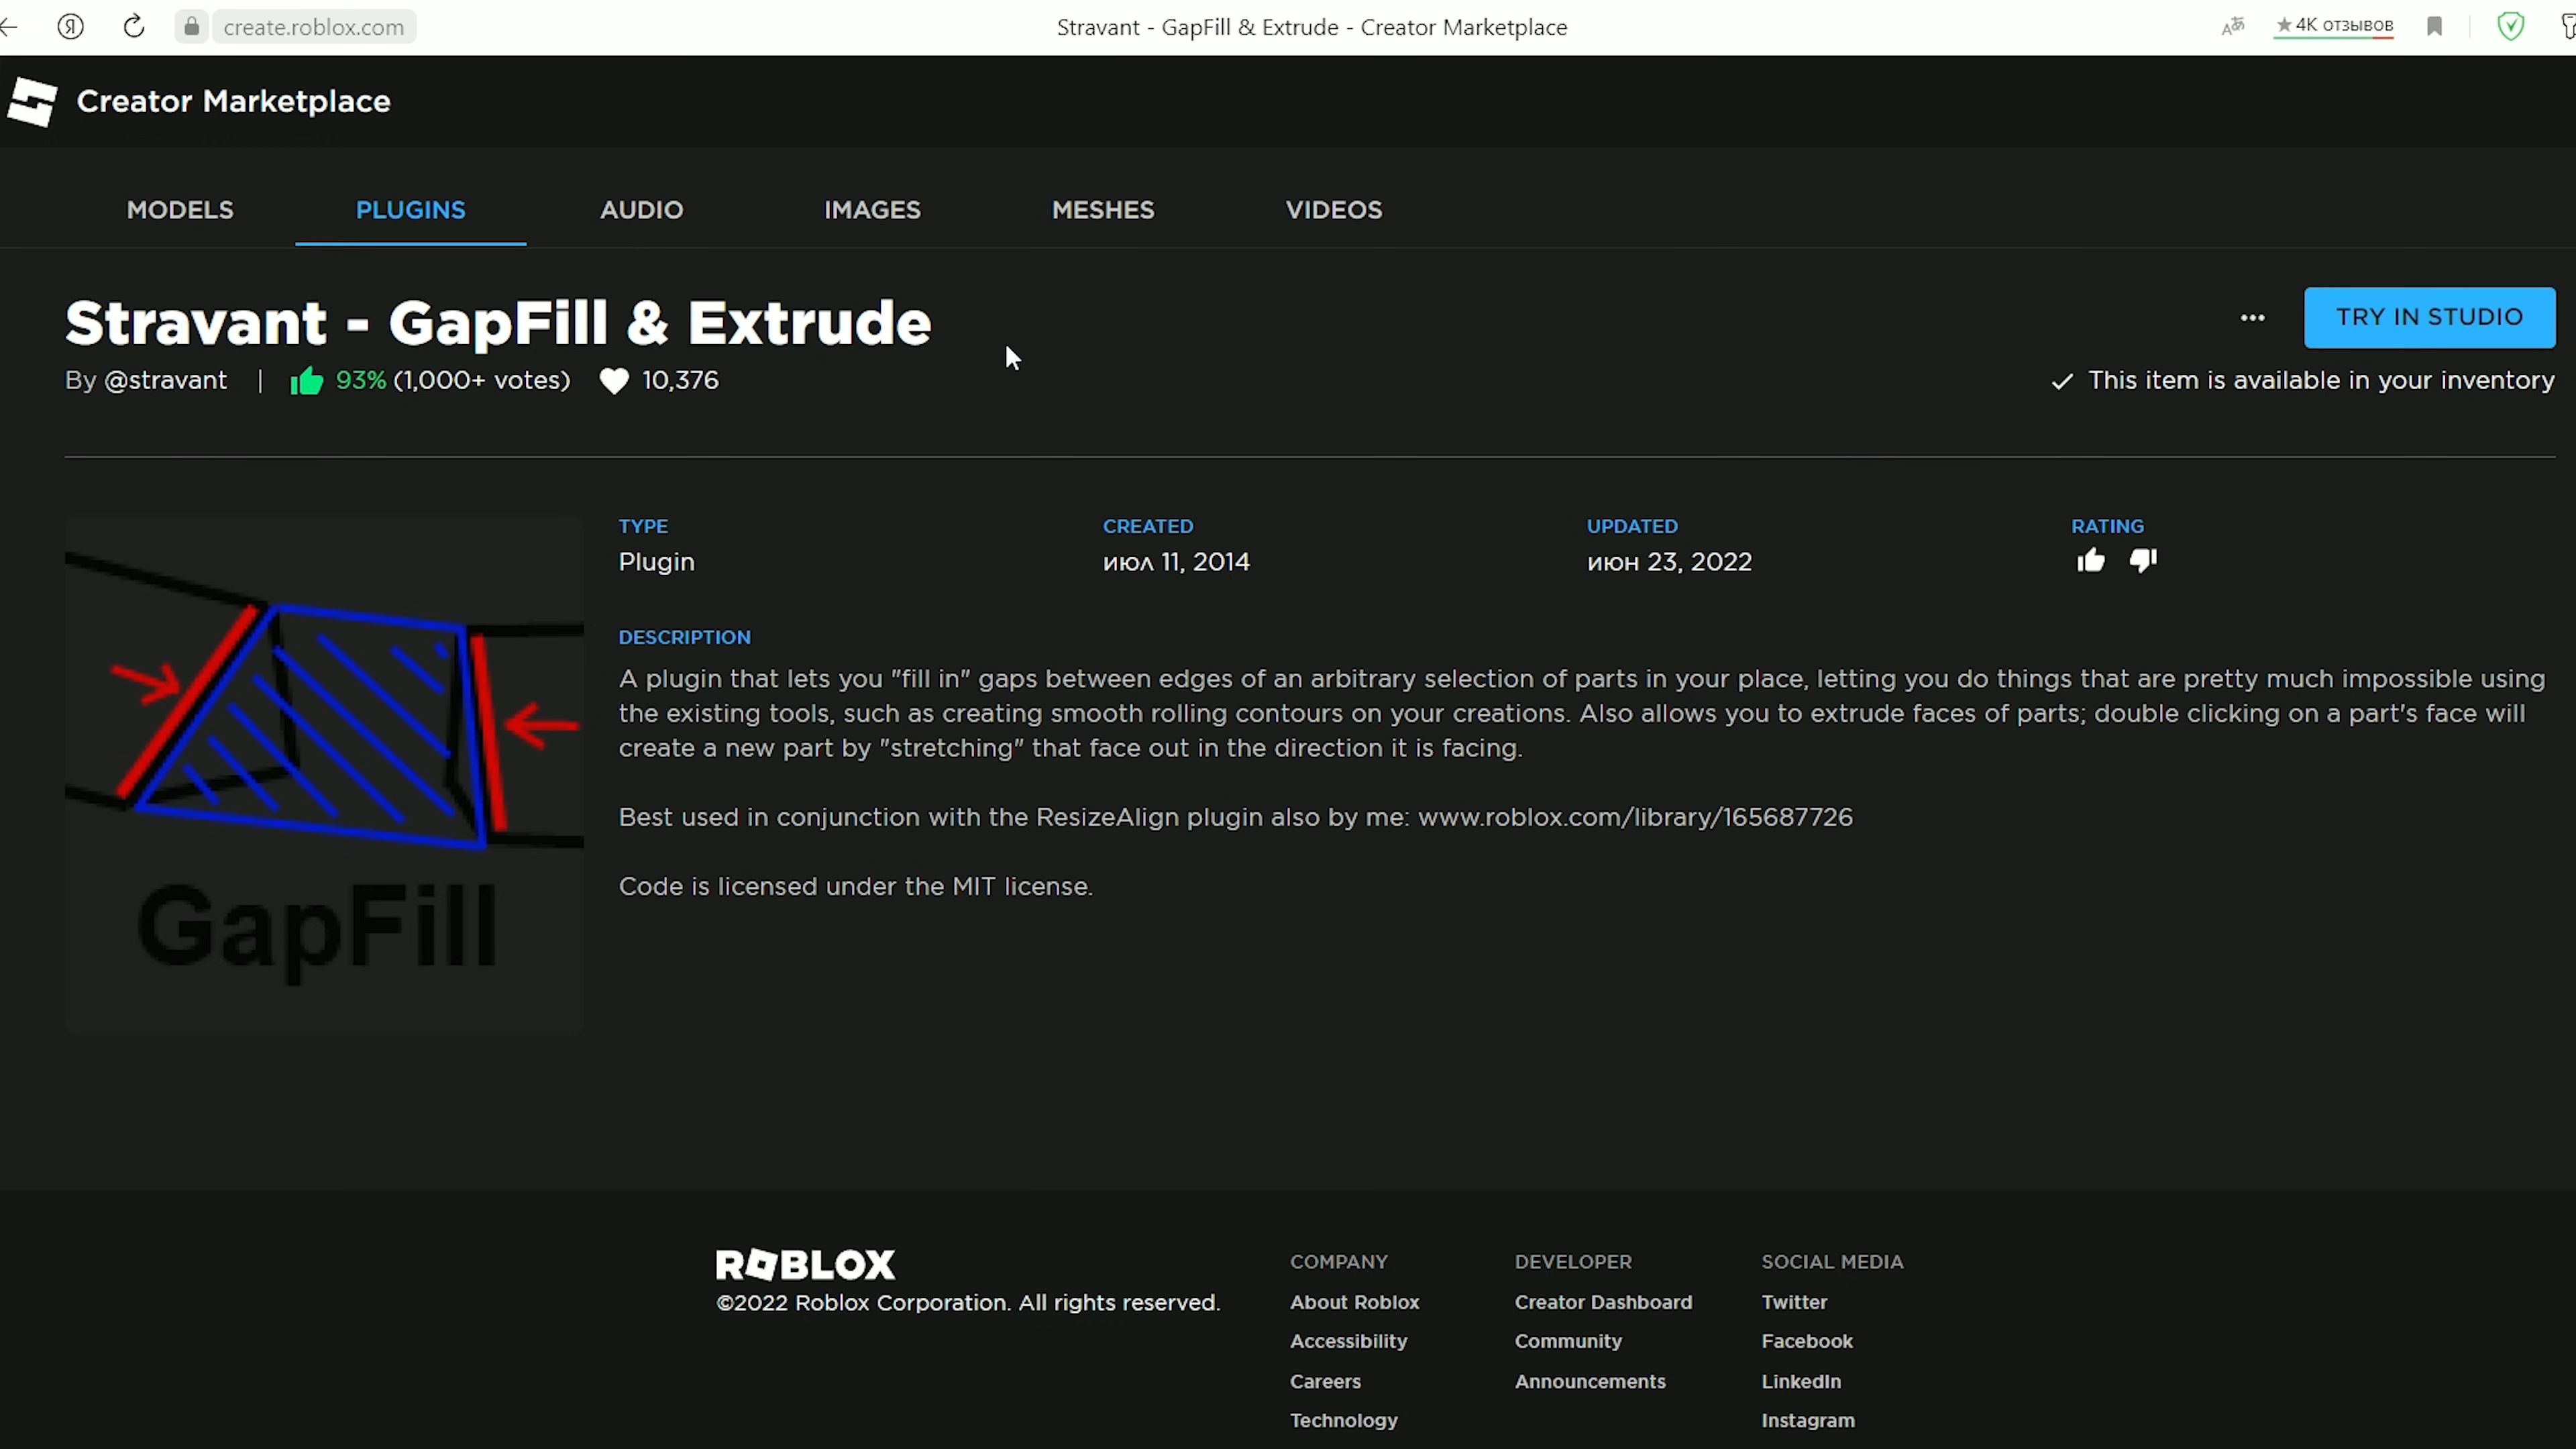 create.roblox.com
Stravant - GapFill & Extrude - Creator Marketplace
★ 4K отзывов
Creator Marketplace
MODELS
PLUGINS
AUDIO
IMAGES
MESHES
VIDEOS
Stravant - GapFill & Extrude
TRY IN STUDIO
By @stravant | 93% (1,000+ votes) 10,376
This item is available in your inventory
TYPE
Plugin
CREATED
июл 11, 2014
UPDATED
июн 23, 2022
RATING
DESCRIPTION
A plugin that lets you "fill in" gaps between edges of an arbitrary selection of parts in your place, letting you do things that are pretty much impossible using
the existing tools, such as creating smooth rolling contours on your creations. Also allows you to extrude faces of parts; double clicking on a part's face will
create a new part by "stretching" that face out in the direction it is facing.
Best used in conjunction with the ResizeAlign plugin also by me: www.roblox.com/library/165687726
Code is licensed under the MIT license.
GapFill
ROBLOX
©2022 Roblox Corporation. All rights reserved.
COMPANY
About Roblox
Accessibility
Careers
Technology
DEVELOPER
Creator Dashboard
Community
Announcements
SOCIAL MEDIA
Twitter
Facebook
LinkedIn
Instagram